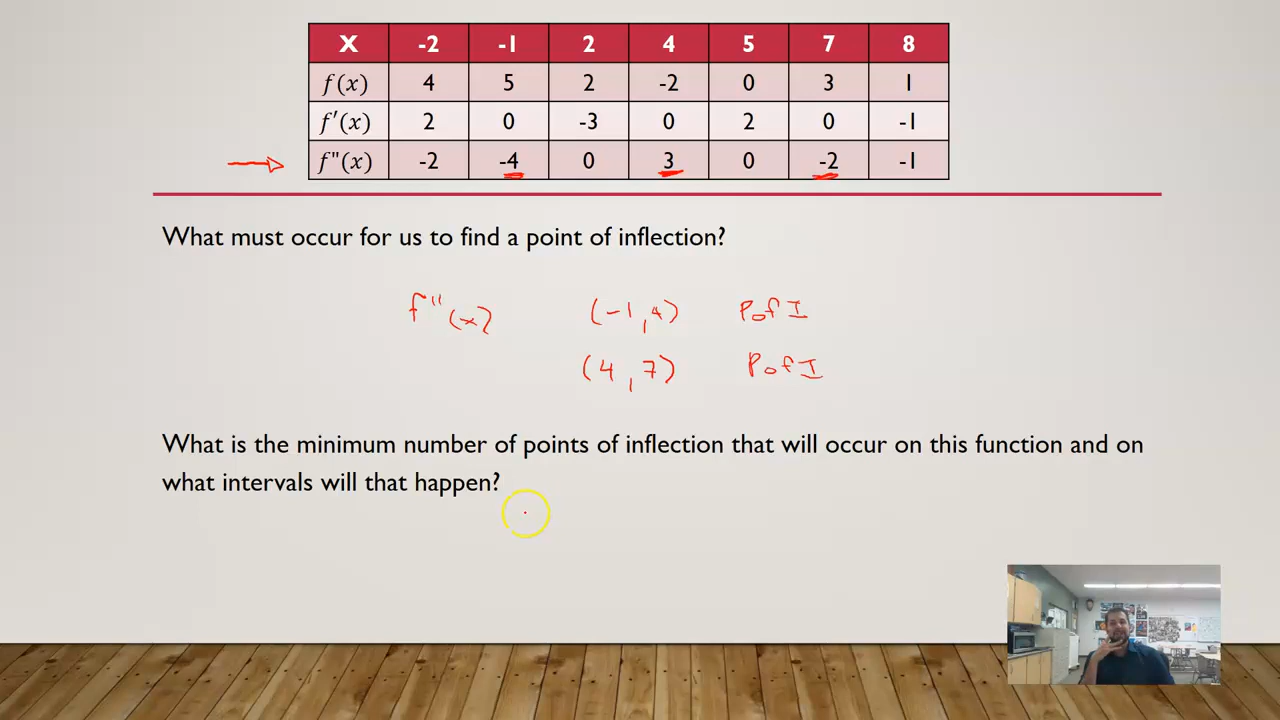 X -2 -1 2 4 5 7 8
f(x) 4 5 2 -2 0 3 1
f'(x) 2 0 -3 0 2 0 -1
f"(x) -2 -4 0 3 0 -2 -1
What must occur for us to find a point of inflection?
f''(x) (-1,4) P of I
(4,7) P of I
What is the minimum number of points of inflection that will occur on this function and on
what intervals will that happen?